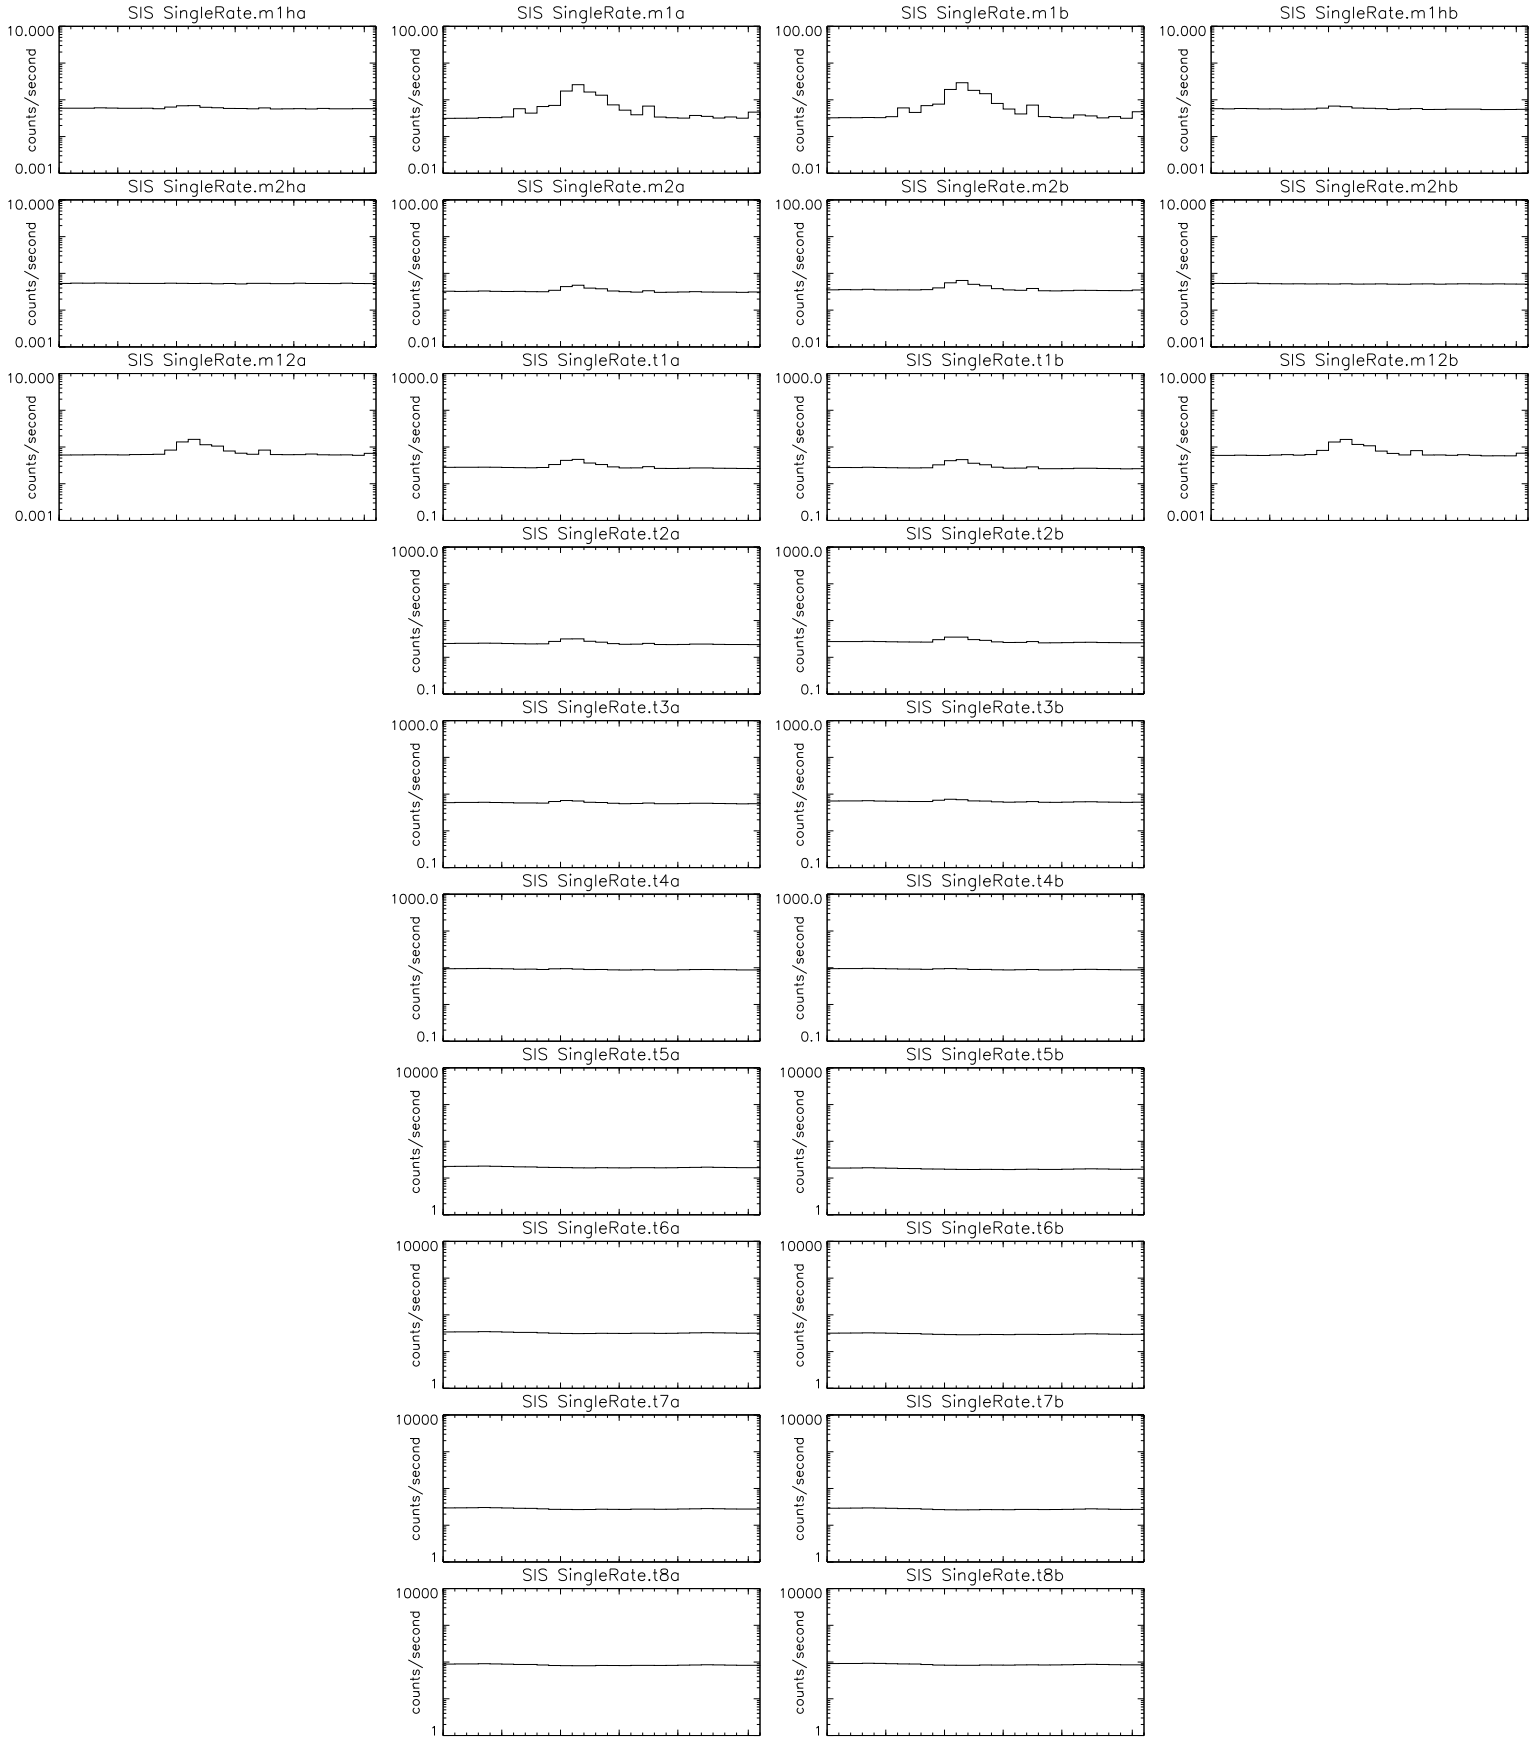 SIS SingleRate.m1ha
10.000
counts/second
0.001
SIS SingleRate.m1a
100.00
counts/second
0.01
SIS SingleRate.m1b
100.00
counts/second
0.01
SIS SingleRate.m1hb
10.000
counts/second
0.001
SIS SingleRate.m2ha
10.000
counts/second
0.001
SIS SingleRate.m2a
100.00
counts/second
0.01
SIS SingleRate.m2b
100.00
counts/second
0.01
SIS SingleRate.m2hb
10.000
counts/second
0.001
SIS SingleRate.m12a
10.000
counts/second
0.001
SIS SingleRate.t1a
1000.0
counts/second
0.1
SIS SingleRate.t1b
1000.0
counts/second
0.1
SIS SingleRate.m12b
10.000
counts/second
0.001
SIS SingleRate.t2a
1000.0
counts/second
0.1
SIS SingleRate.t2b
1000.0
counts/second
0.1
SIS SingleRate.t3a
1000.0
counts/second
0.1
SIS SingleRate.t3b
1000.0
counts/second
0.1
SIS SingleRate.t4a
1000.0
counts/second
0.1
SIS SingleRate.t4b
1000.0
counts/second
0.1
SIS SingleRate.t5a
10000
counts/second
1
SIS SingleRate.t5b
10000
counts/second
1
SIS SingleRate.t6a
10000
counts/second
1
SIS SingleRate.t6b
10000
counts/second
1
SIS SingleRate.t7a
10000
counts/second
1
SIS SingleRate.t7b
10000
counts/second
1
SIS SingleRate.t8a
10000
counts/second
1
SIS SingleRate.t8b
10000
counts/second
1